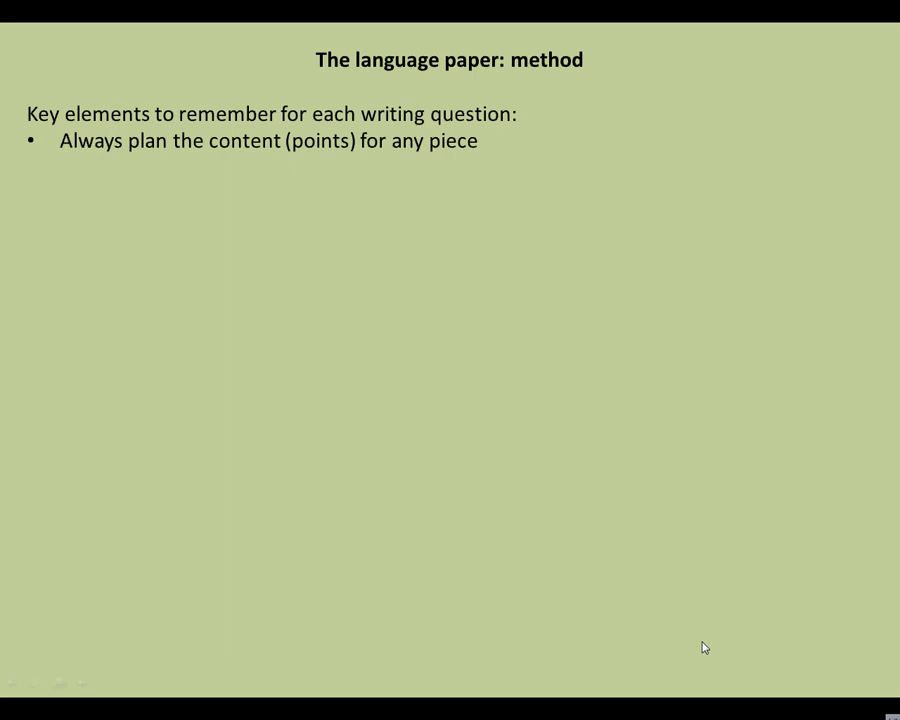 The language paper: method
Key elements to remember for each writing question:
• Always plan the content (points) for any piece